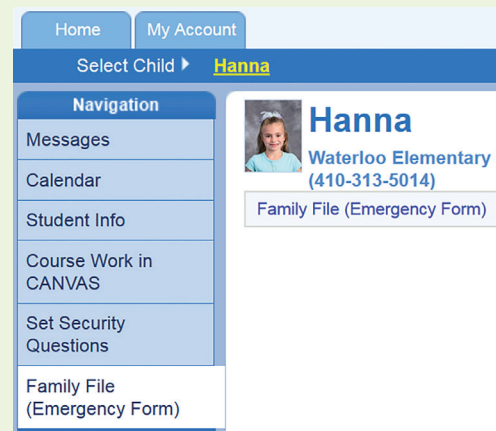 Home
My Account
Select Child
Hanna
Navigation
Messages
Calendar
Student Info
Course Work in
CANVAS
Set Security
Questions
Family File
(Emergency Form)
Hanna
Waterloo Elementary
(410-313-5014)
Family File (Emergency Form)